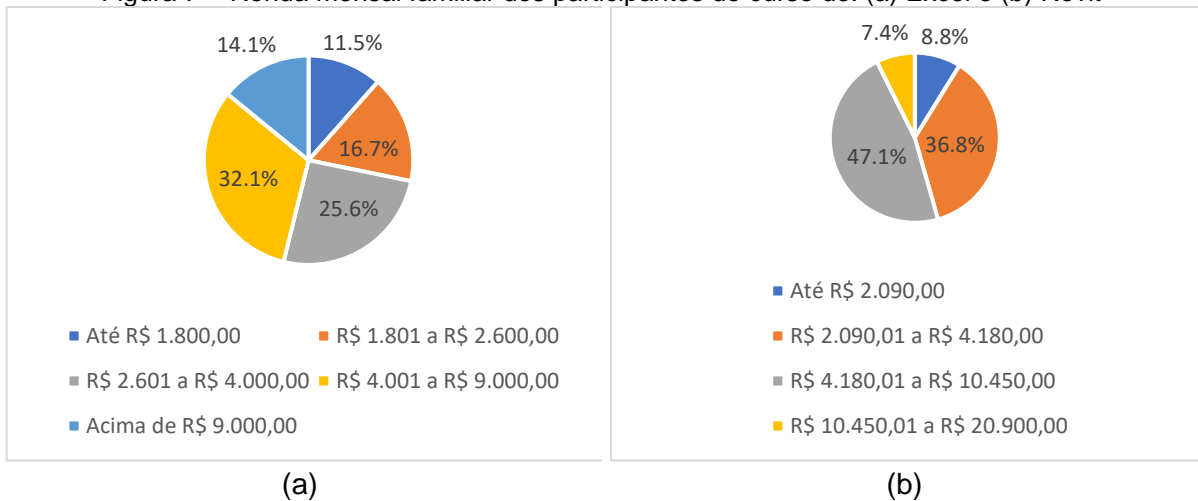 14.1%
11.5%
16.7%
32.1%
25.6%
Até R$ 1.800,00
R$ 1.801 a R$ 2.600,00
R$ 2.601 a R$ 4.000,00
R$ 4.001 a R$ 9.000,00
Acima de R$ 9.000,00
(a)
7.4%
8.8%
36.8%
47.1%
Até R$ 2.090,00
R$ 2.090,01 a R$ 4.180,00
R$ 4.180,01 a R$ 10.450,00
R$ 10.450,01 a R$ 20.900,00
(b)